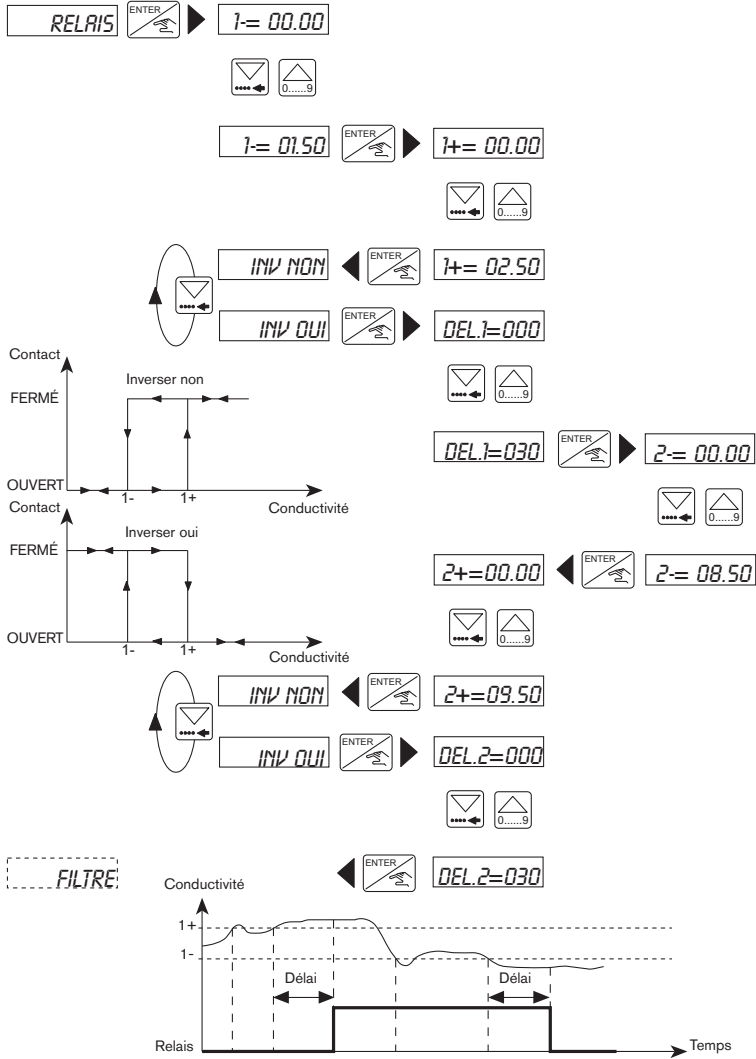 RELAIS ENTER 1-= 00.00
0......9
1-= 01.50 ENTER 1+= 00.00
0......9
INV NON ENTER 1+= 02.50
INV OUI ENTER DEL.1=000
0......9
Contact
Inverser non
FERMÉ
OUVERT
1- 1+
Conductivité
DEL.1=030 ENTER 2-= 00.00
0......9
Contact
Inverser oui
FERMÉ
OUVERT
1- 1+
Conductivité
2+=00.00 ENTER 2-= 08.50
0......9
INV NON ENTER 2+=09.50
INV OUI ENTER DEL.2=000
0......9
FILTRE ENTER DEL.2=030
Conductivité
1+
1-
Délai Délai
Relais Temps